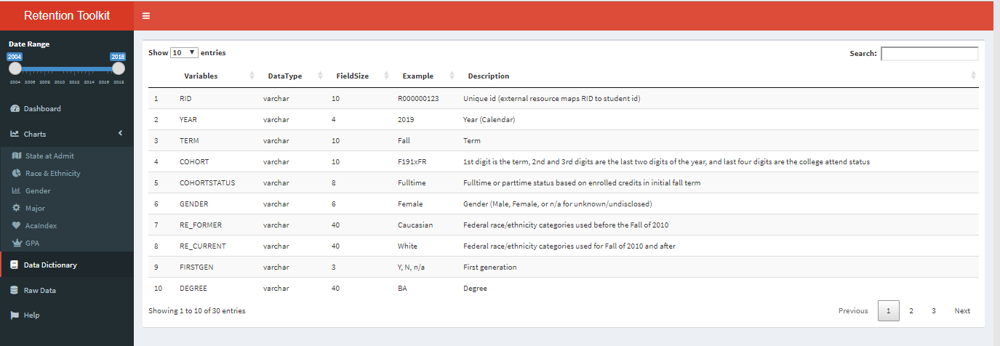 Retention Toolkit
Date Range
2004 2018
2004 2006 2008 2010 2012 2014 2016 2018
Dashboard
Charts
State at Admit
Race & Ethnicity
Gender
Major
AcaIndex
GPA
Data Dictionary
Raw Data
Help
Show 10 entries Search:
Variables DataType FieldSize Example Description
1 RID varchar 10 R000000123 Unique id (external resource maps RID to student id)
2 YEAR varchar 4 2019 Year (Calendar)
3 TERM varchar 10 Fall Term
4 COHORT varchar 10 F191xFR 1st digit is the term, 2nd and 3rd digits are the last two digits of the year, and last four digits are the college attend status
5 COHORTSTATUS varchar 8 Fulltime Fulltime or parttime status based on enrolled credits in initial fall term
6 GENDER varchar 6 Female Gender (Male, Female, or n/a for unknown/undisclosed)
7 RE_FORMER varchar 40 Caucasian Federal race/ethnicity categories used before the Fall of 2010
8 RE_CURRENT varchar 40 White Federal race/ethnicity categories used for Fall of 2010 and after
9 FIRSTGEN varchar 3 Y, N, n/a First generation
10 DEGREE varchar 40 BA Degree
Showing 1 to 10 of 30 entries Previous 1 2 3 Next